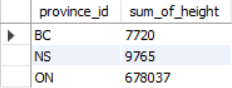 province_id sum_of_height
BC 7720
NS 9765
ON 678037